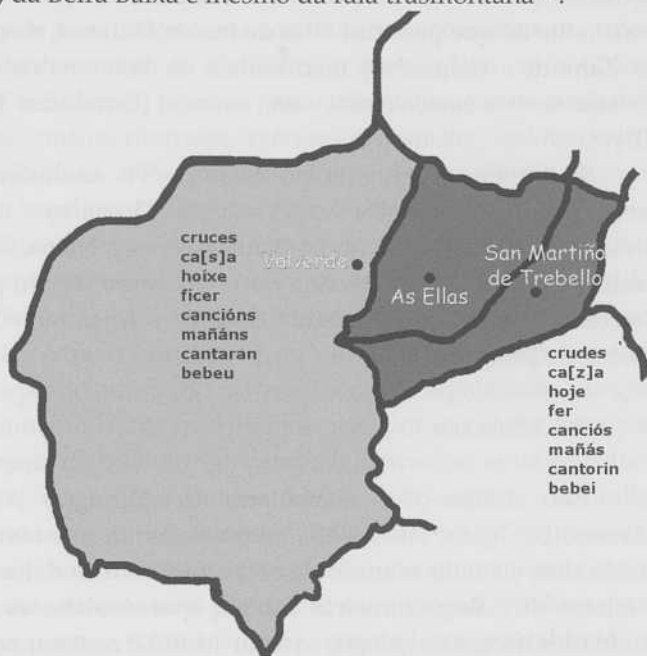 da Beira Baixa e mesmo da fala trasmontana
cruces
ca[s]a
hoixe
ficer
cancións
mañáns
cantaran
bebeu
Valverde
As Ellas
San Martiño
de Trebello
crudes
ca[z]a
hoje
fer
canciós
mañás
cantorin
bebei